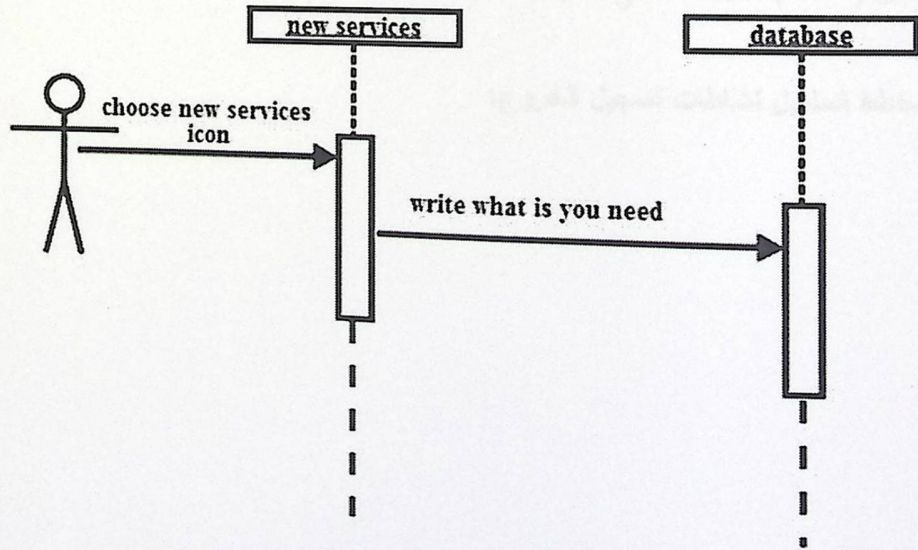 new services
database
choose new services
icon
write what is you need